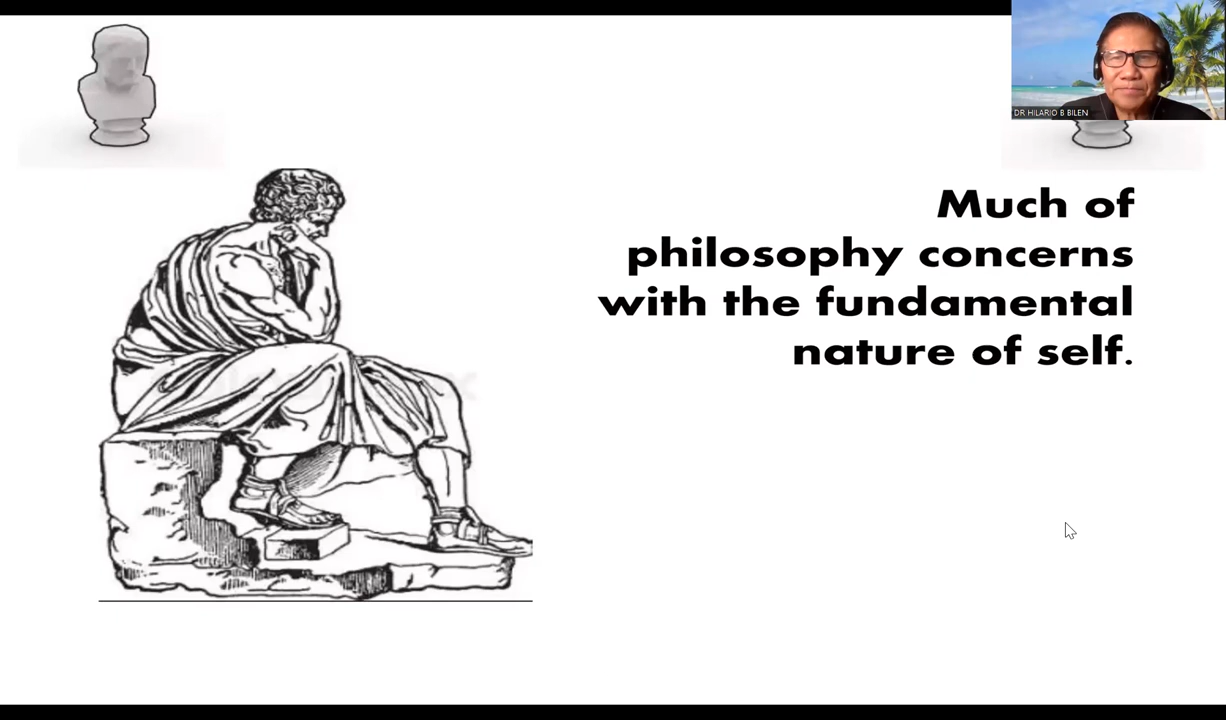 DR HILARIO B BILEN
Much of
philosophy concerns
with the fundamental
nature of self.